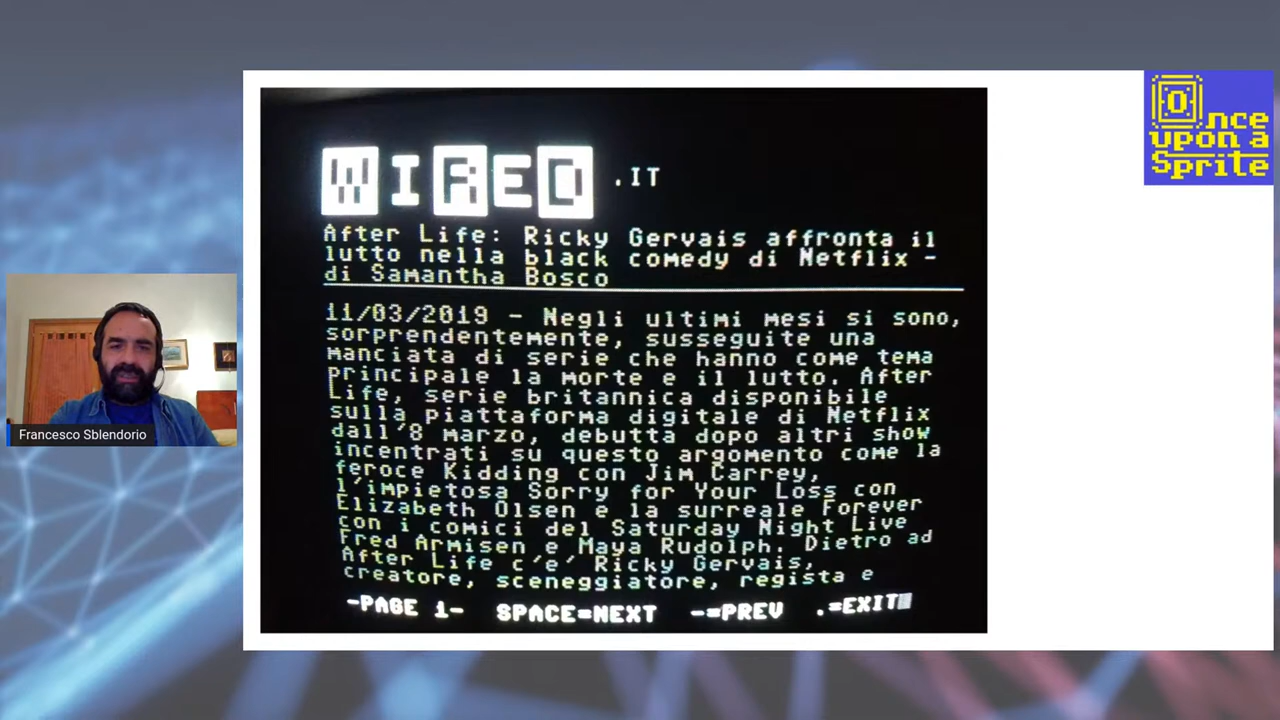 WIRED .IT
After Life: Ricky Gervais affronta il
lutto nella black comedy di Netflix -
di Samantha Bosco
11/03/2019 - Negli ultimi mesi si sono,
sorprendentemente, susseguite una
manciata di serie che hanno come tema
principale la morte e il lutto. After
Life, serie britannica disponibile
sulla piattaforma digitale di Netflix
dall'8 marzo, debutta dopo altri show
incentrati su questo argomento come la
feroce Kidding con Jim Carrey,
l'impietosa Sorry for Your Loss con
Elizabeth Olsen e la surreale Forever
con i comici del Saturday Night Live
Fred Armisen e Maya Rudolph. Dietro ad
After Life c'e' Ricky Gervais,
creatore, sceneggiatore, regista e
-PAGE 1- SPACE=NEXT -=PREV .=EXIT
Once
upon a
Sprite
Francesco Sblendorio